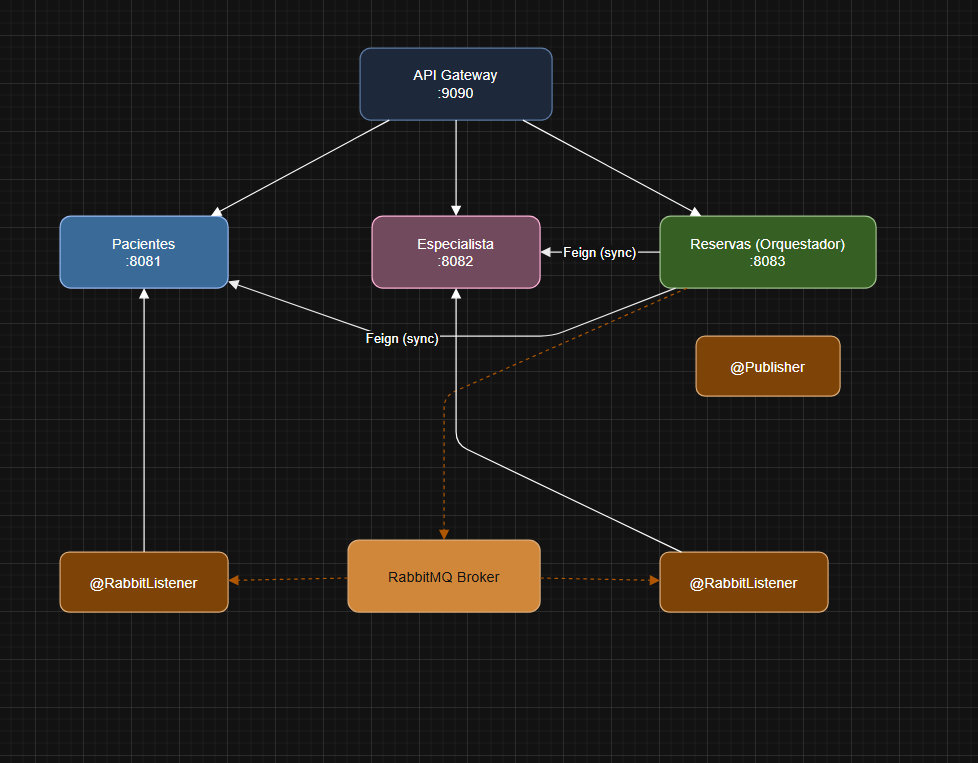 API Gateway
:9090
Pacientes
:8081
Especialista
:8082
Feign (sync)
Reservas (Orquestador)
:8083
Feign (sync)
@Publisher
@RabbitListener
RabbitMQ Broker
@RabbitListener